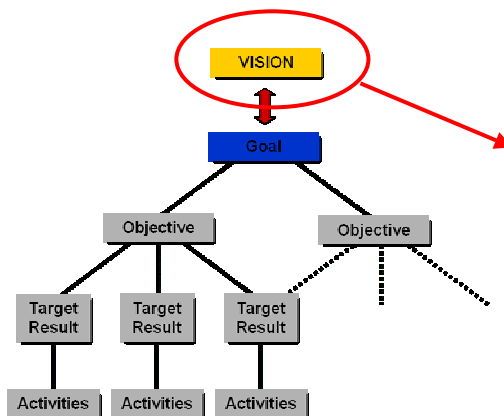 VISION
Goal
Objective
Objective
Target
Result
Target
Result
Target
Result
Activities
Activities
Activities